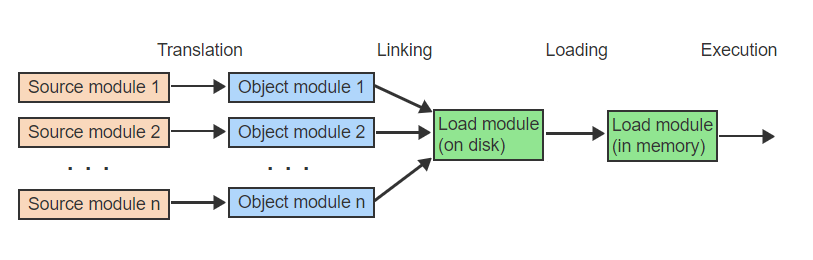 Translation Linking Loading Execution
Source module 1 Object module 1
Source module 2 Object module 2
Load module
(on disk)
Load module
(in memory)
. . . . . .
Source module n Object module n